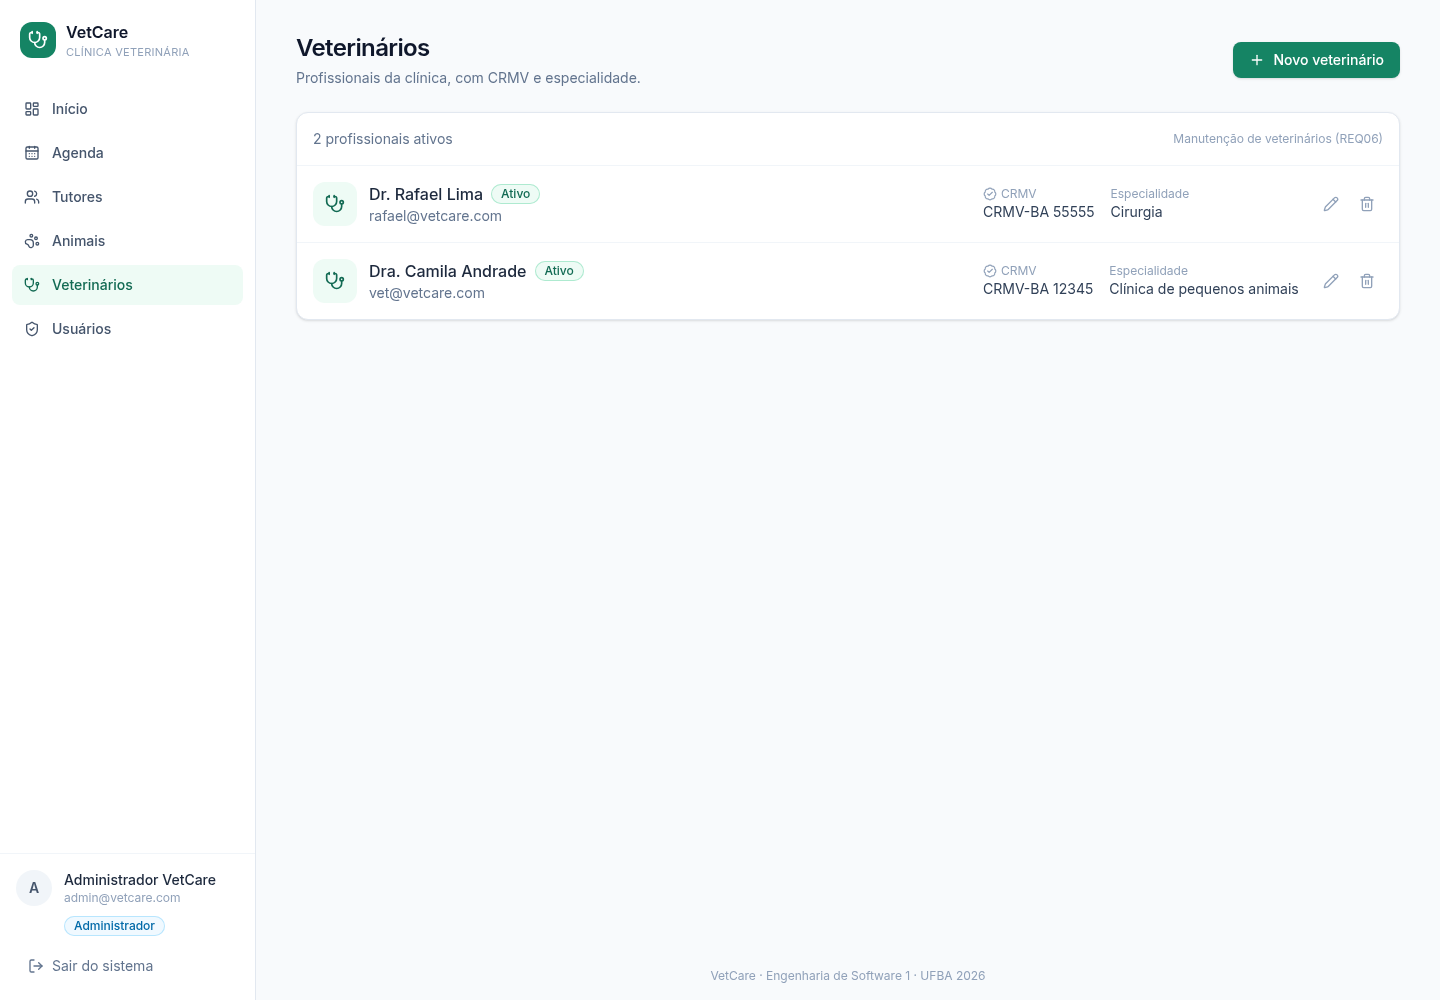 VetCare
CLÍNICA VETERINÁRIA
Início
Agenda
Tutores
Animais
Veterinários
Usuários
A
Administrador VetCare
admin@vetcare.com
Administrador
Sair do sistema
Veterinários
Profissionais da clínica, com CRMV e especialidade.
Novo veterinário
2 profissionais ativos
Manutenção de veterinários (REQ06)
Dr. Rafael Lima Ativo
rafael@vetcare.com
CRMV Especialidade
CRMV-BA 55555 Cirurgia
Dra. Camila Andrade Ativo
vet@vetcare.com
CRMV Especialidade
CRMV-BA 12345 Clínica de pequenos animais
VetCare · Engenharia de Software 1 · UFBA 2026